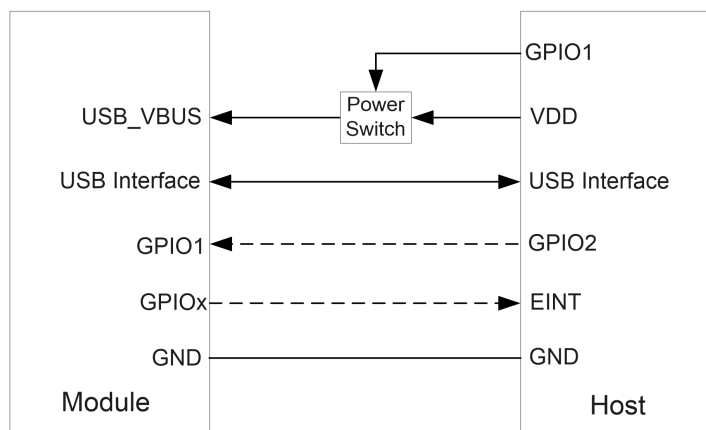 GPIO1
USB_VBUS
Power
Switch
VDD
USB Interface
USB Interface
GPIO1
GPIO2
GPIOx
EINT
GND
GND
Module
Host